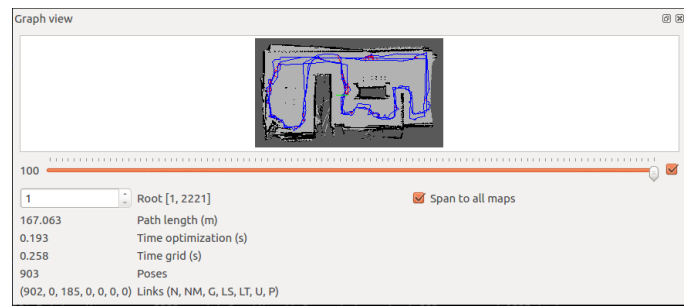 Graph view
100
1 Root [1, 2221] Span to all maps
167.063 Path length (m)
0.193 Time optimization (s)
0.258 Time grid (s)
903 Poses
(902, 0, 185, 0, 0, 0, 0) Links (N, NM, G, LS, LT, U, P)